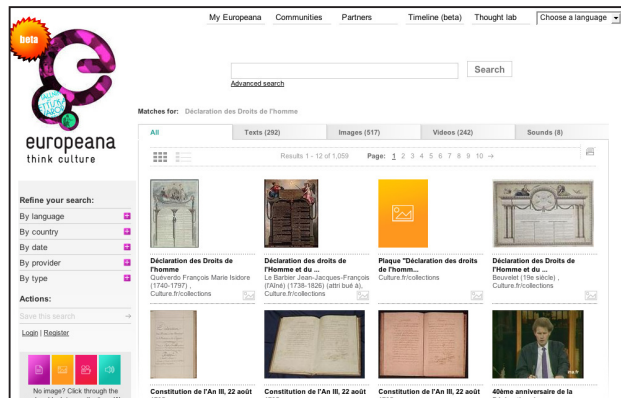 My Europeana Communities Partners Timeline (beta) Thought lab Choose a language
beta
Search
Advanced search
Matches for: Déclaration des Droits de l'homme
europeana
think culture
All Texts (292) Images (517) Videos (242) Sounds (8)
Results 1 - 12 of 1,059 Page: 1 2 3 4 5 6 7 8 9 10 →
Refine your search:
By language
By country
By date
By provider
By type
Actions:
Save this search →
Login | Register
No image? Click through the
Déclaration des Droits de
l'homme
Quéverdo François Marie Isidore
(1740-1797) ,
Culture.fr/collections
Déclaration des droits de
l'Homme et du ...
Le Barbier Jean-Jacques-François
(l'Aîné) (1738-1826) (attri bué à),
Culture.fr/collections
Plaque "Déclaration des droits
de l'homm...
Culture.fr/collections
Déclaration des Droits de
l'Homme et du ...
Beuvelet (19e siècle) ,
Culture.fr/collections
Constitution de l'An III, 22 août
Constitution de l'An III, 22 août
Constitution de l'An III, 22 août
40ème anniversaire de la